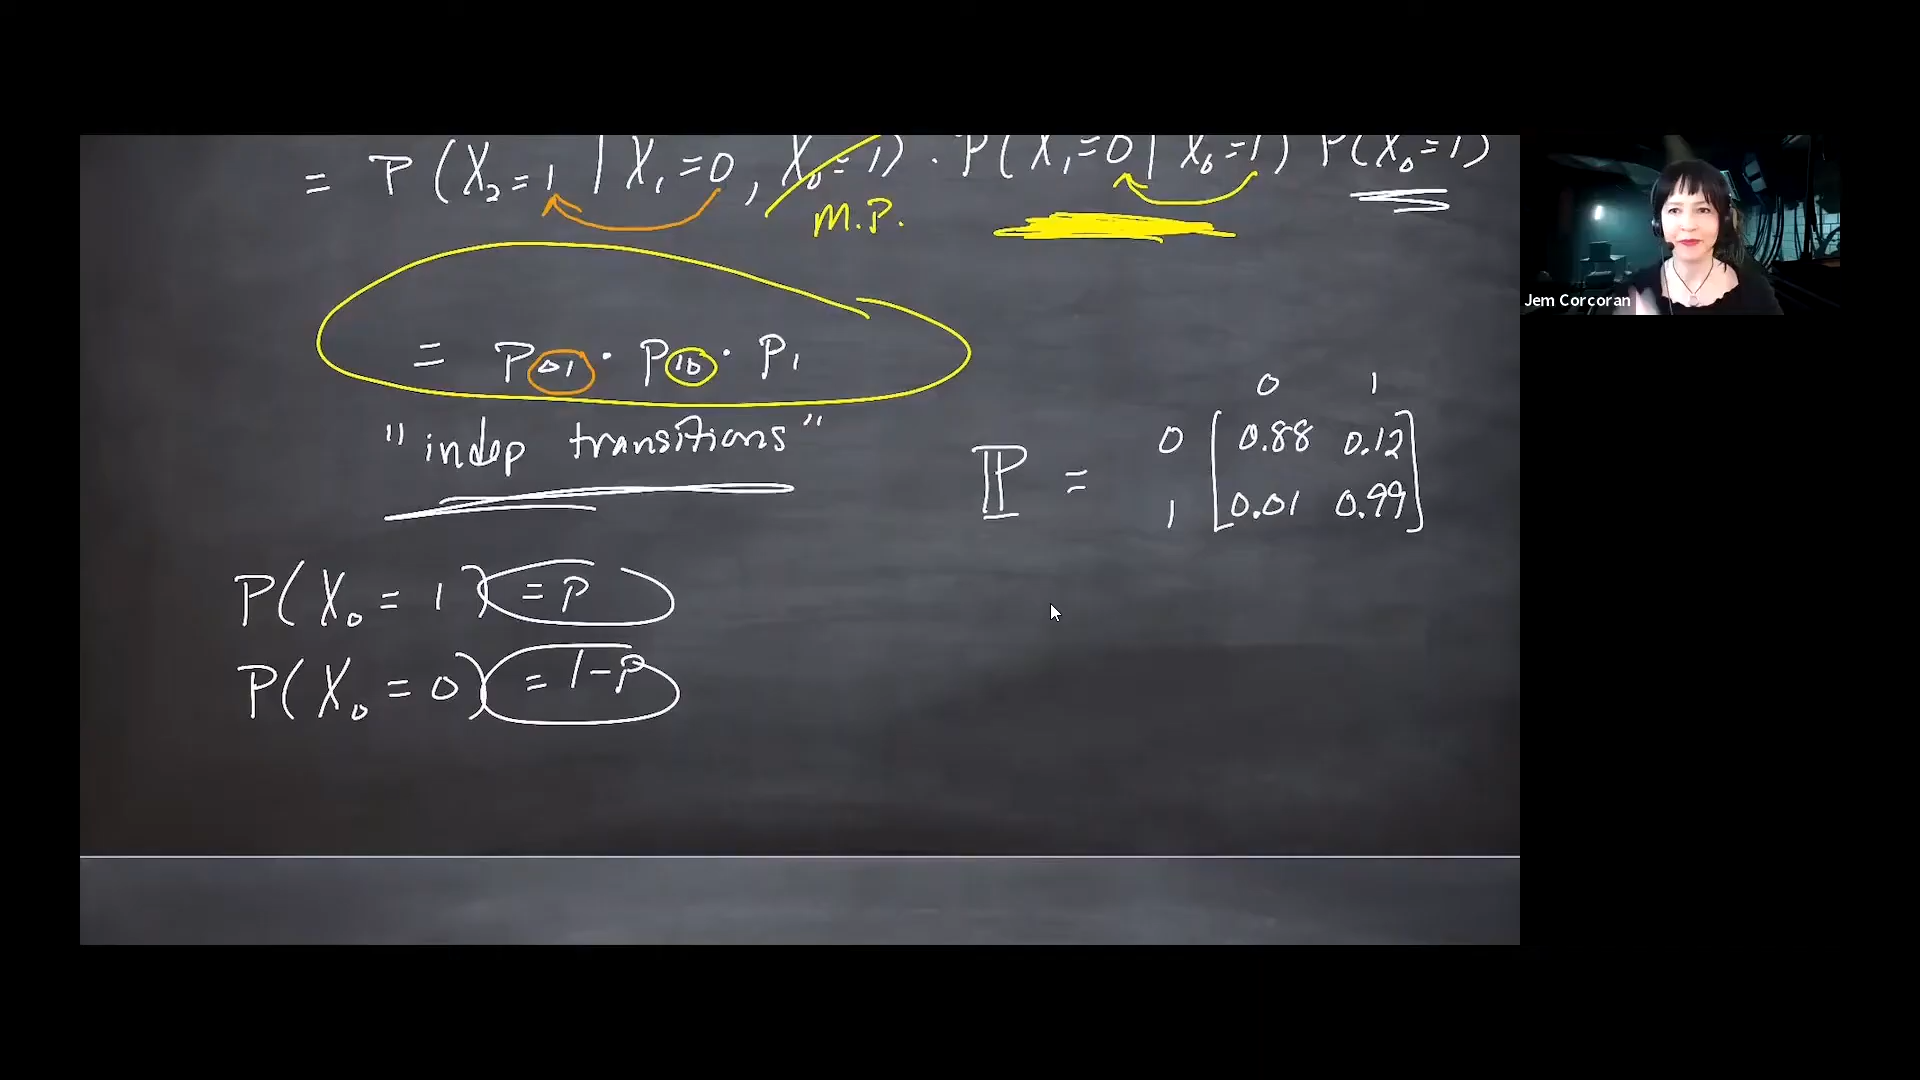 = P(X₂=1 | X₁=0, X₀=1) · P(X₁=0 | X₀=1) P(X₀=1)
M.P.
Jem Corcoran
= P₀₁ · P₁₀ · P₁
"indep transitions"
0 1
ℙ = 0 [0.88 0.12]
1 [0.01 0.99]
P(X₀ = 1) = P
P(X₀ = 0) = 1-P